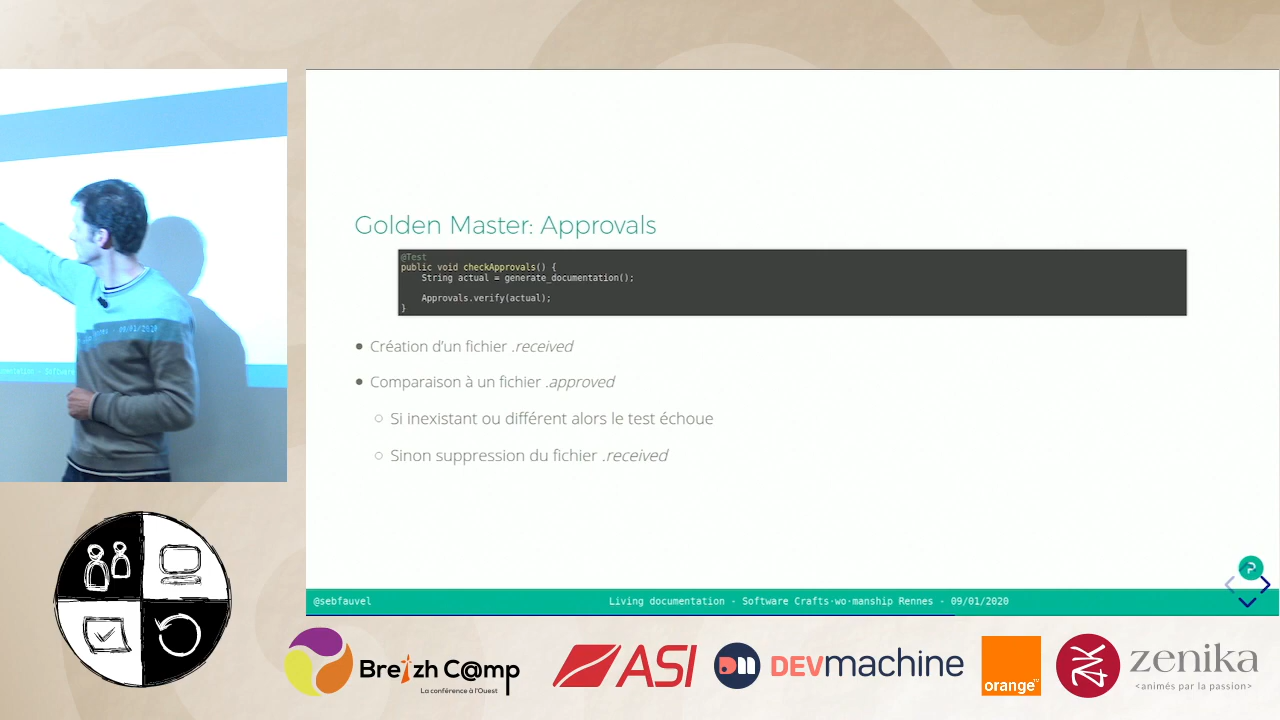 Golden Master: Approvals
@Test
public void checkApprovals() {
String actual = generate_documentation();
Approvals.verify(actual);
}
Création d'un fichier .received
Comparaison à un fichier .approved
Si inexistant ou différent alors le test échoue
Sinon suppression du fichier .received
@sebfauvel
Living documentation - Software Crafts·wo·manship Rennes - 09/01/2020
Breizh C@mp
La conférence à l'Ouest
ASI
DEVmachine
orange™
zenika
<animés par la passion>